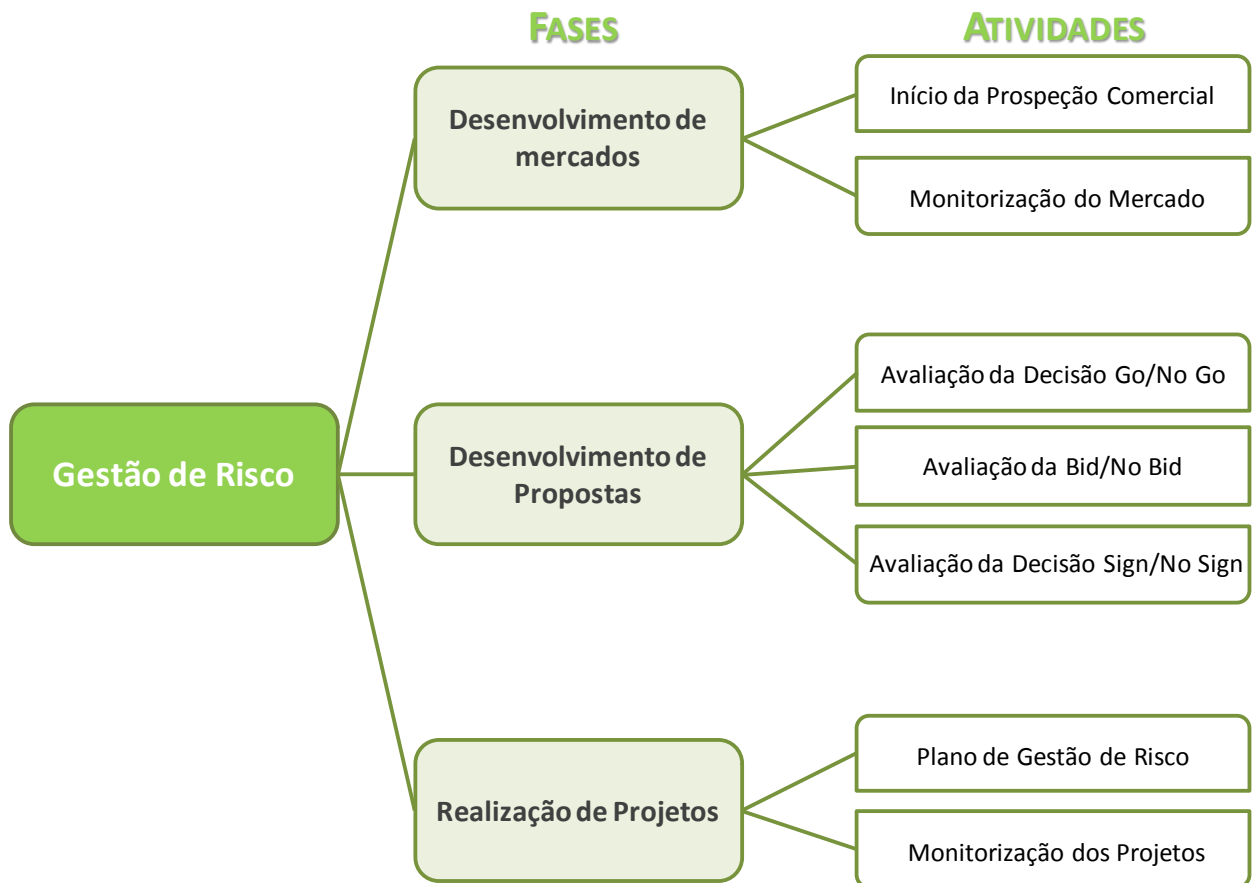 FASES
ATIVIDADES
Desenvolvimento de
mercados
Início da Prospeção Comercial
Monitorização do Mercado
Gestão de Risco
Desenvolvimento de
Propostas
Avaliação da Decisão Go/No Go
Avaliação da Bid/No Bid
Avaliação da Decisão Sign/No Sign
Realização de Projetos
Plano de Gestão de Risco
Monitorização dos Projetos